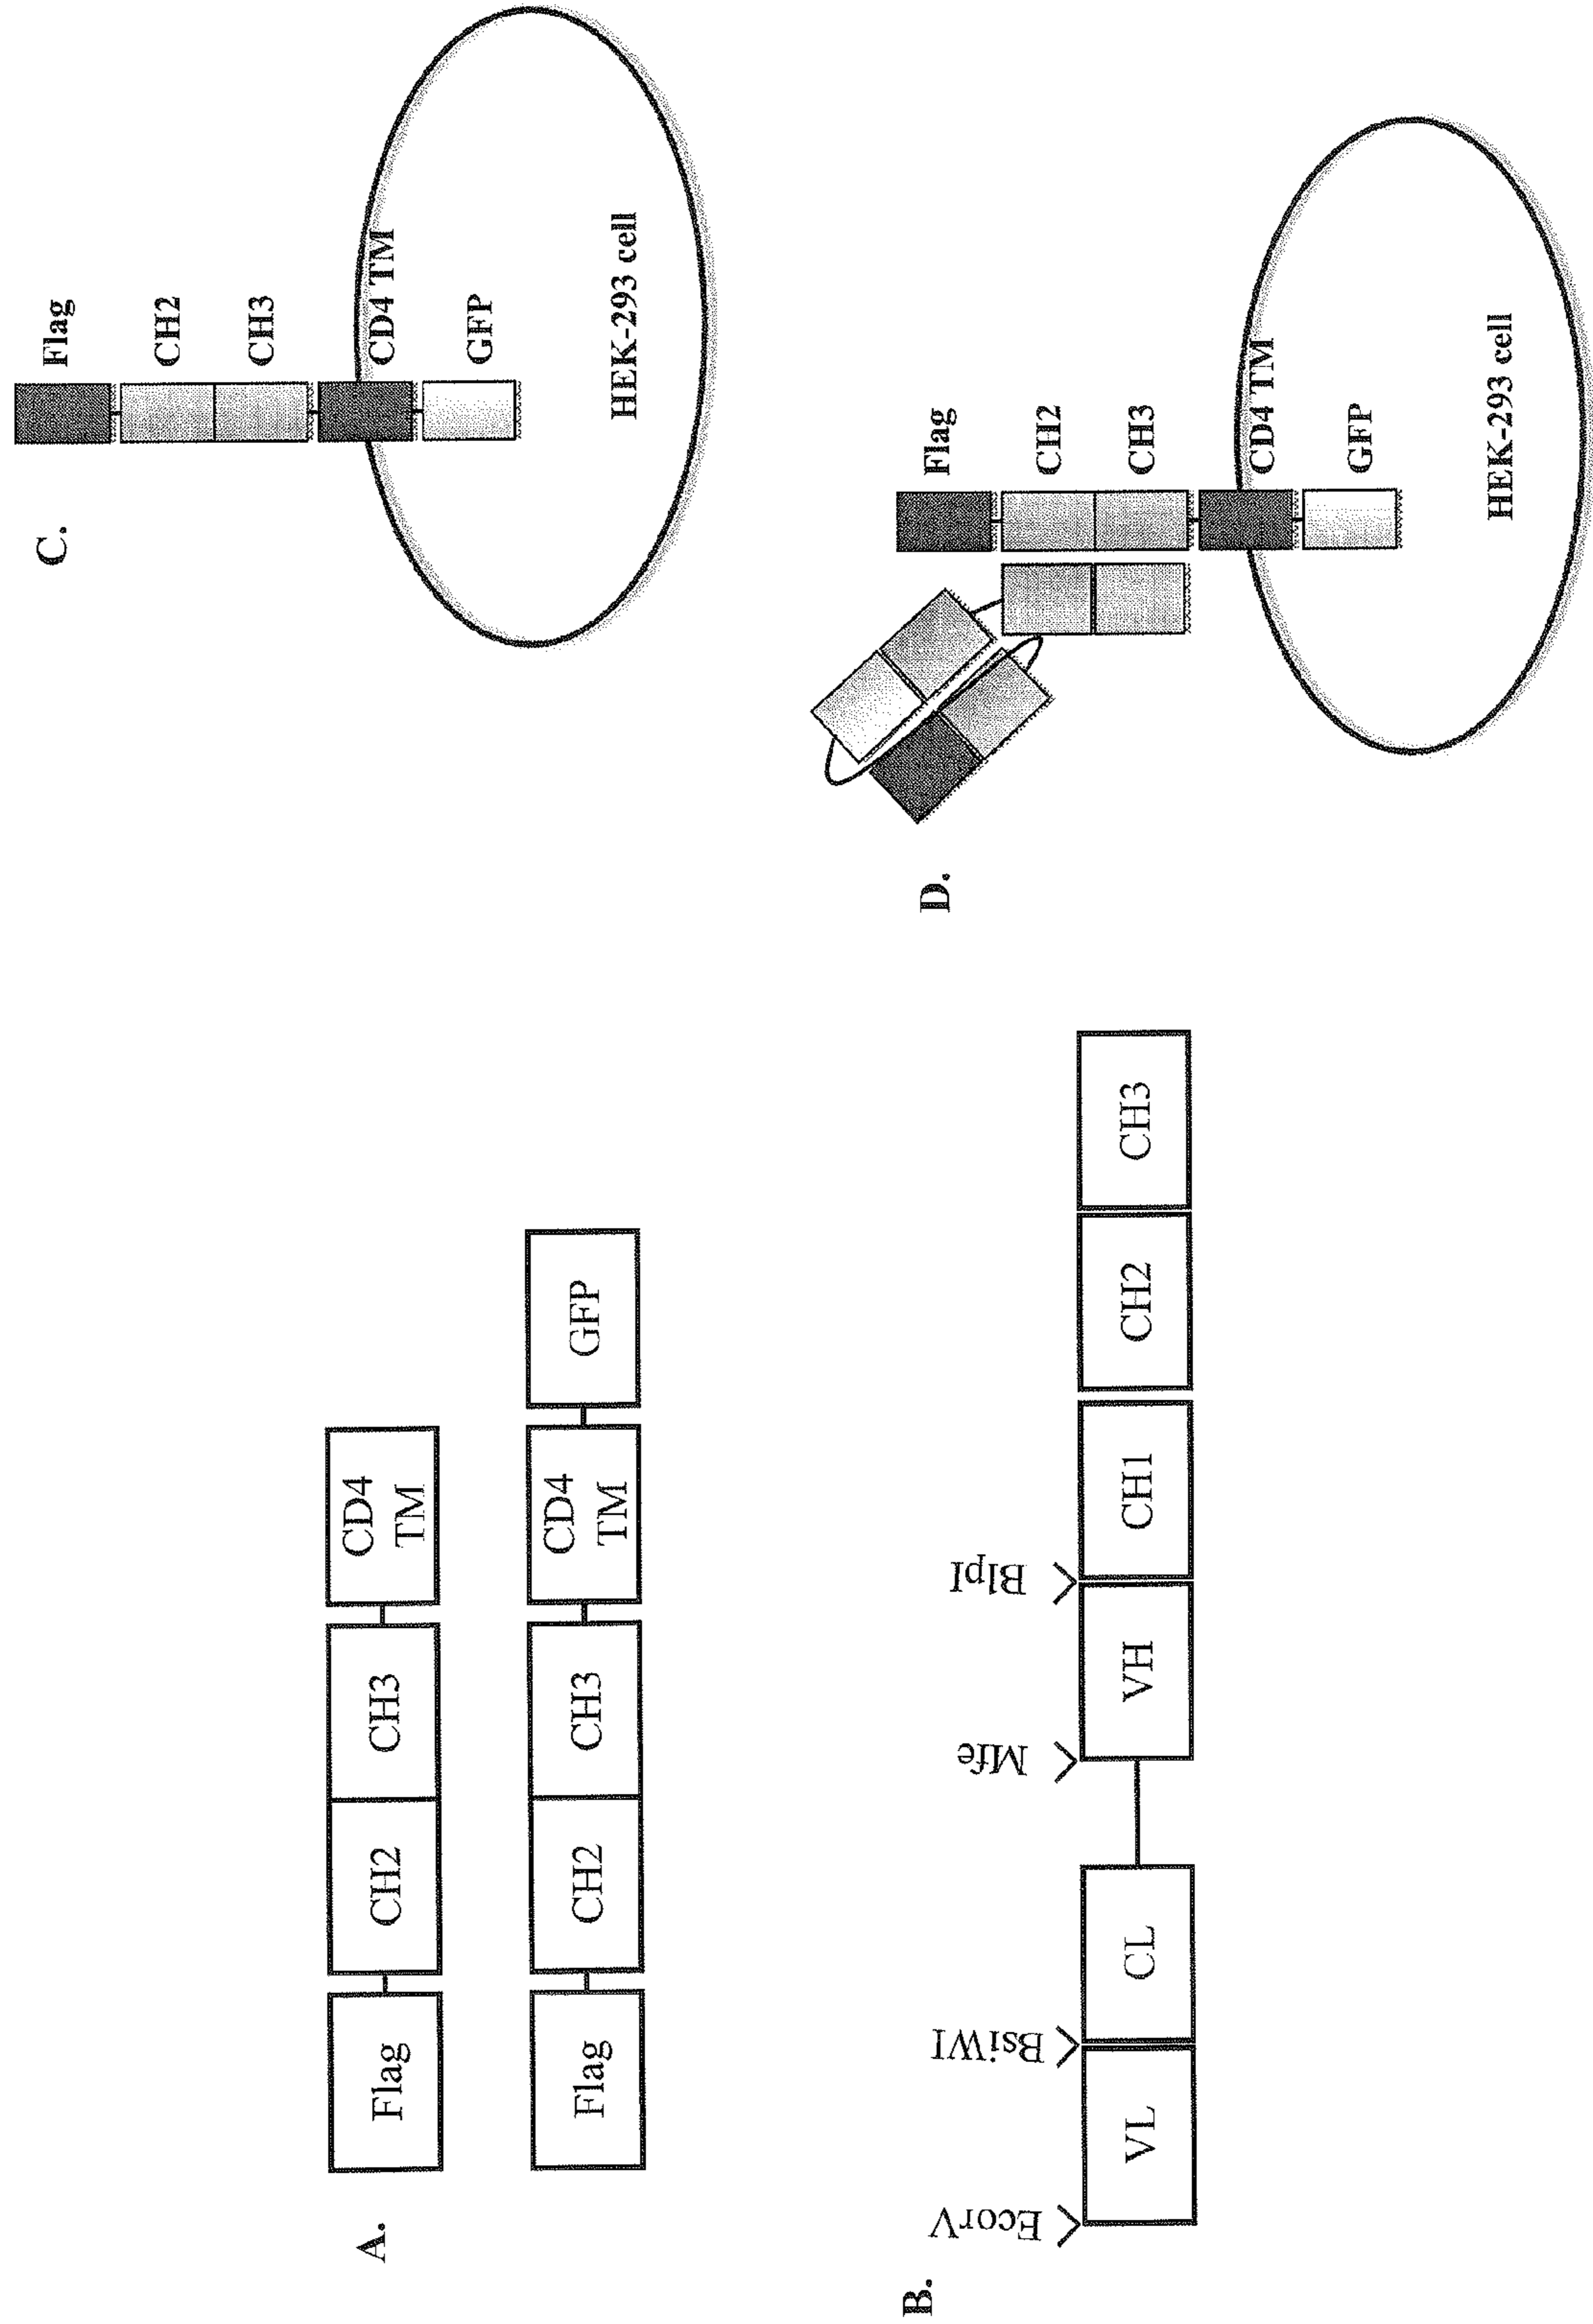 A.
Flag CH2 CH3 CD4
TM
Flag CH2 CH3 CD4
TM GFP
B.
EcorV BsiWI Mfe BlpI
VL CL VH CH1 CH2 CH3
C.
Flag
CH2
CH3
CD4 TM
GFP
HEK-293 cell
D.
Flag
CH2
CH3
CD4 TM
GFP
HEK-293 cell